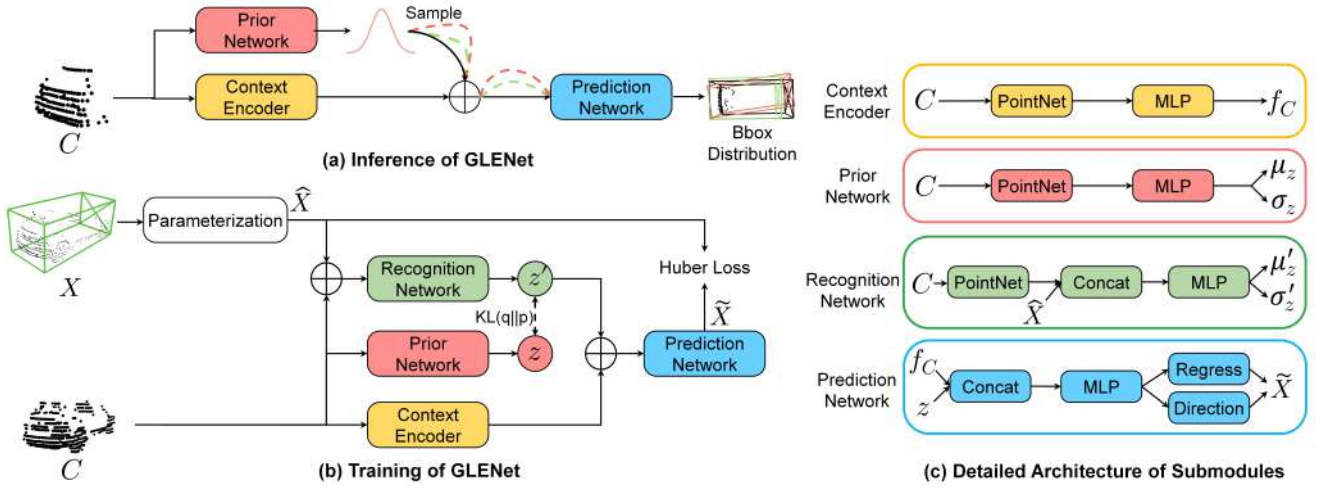 Prior
Network
Sample
Context
Encoder
Prediction
Network
C
Bbox
Distribution
(a) Inference of GLENet
X
Parameterization
X̂
Recognition
Network
z′
Huber Loss
KL(q||p)
X̃
Prior
Network
z
Prediction
Network
Context
Encoder
C
(b) Training of GLENet
Context
Encoder
C
PointNet
MLP
f_C
Prior
Network
C
PointNet
MLP
μ_z
σ_z
Recognition
Network
C
PointNet
Concat
MLP
μ′_z
σ′_z
X̂
Prediction
Network
f_C
z
Concat
MLP
Regress
Direction
X̃
(c) Detailed Architecture of Submodules